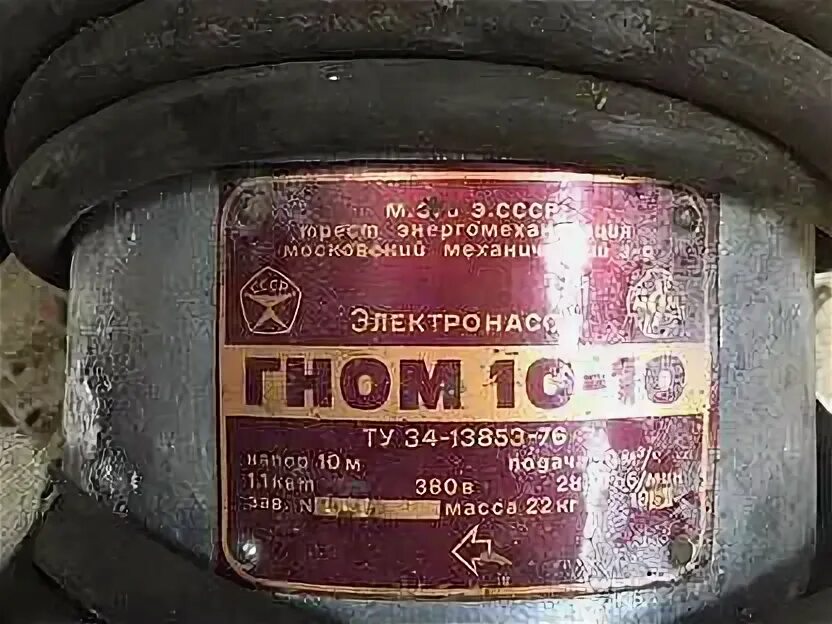 Э.СССР
трест энергомеханизация
московский механический
СССР
ЭЛЕКТРОНАСОС
ГНОМ 10-10
ТУ 34-13853-76
напор 10 м подача
1,1 квт 380 в
зав. N масса 22 кг